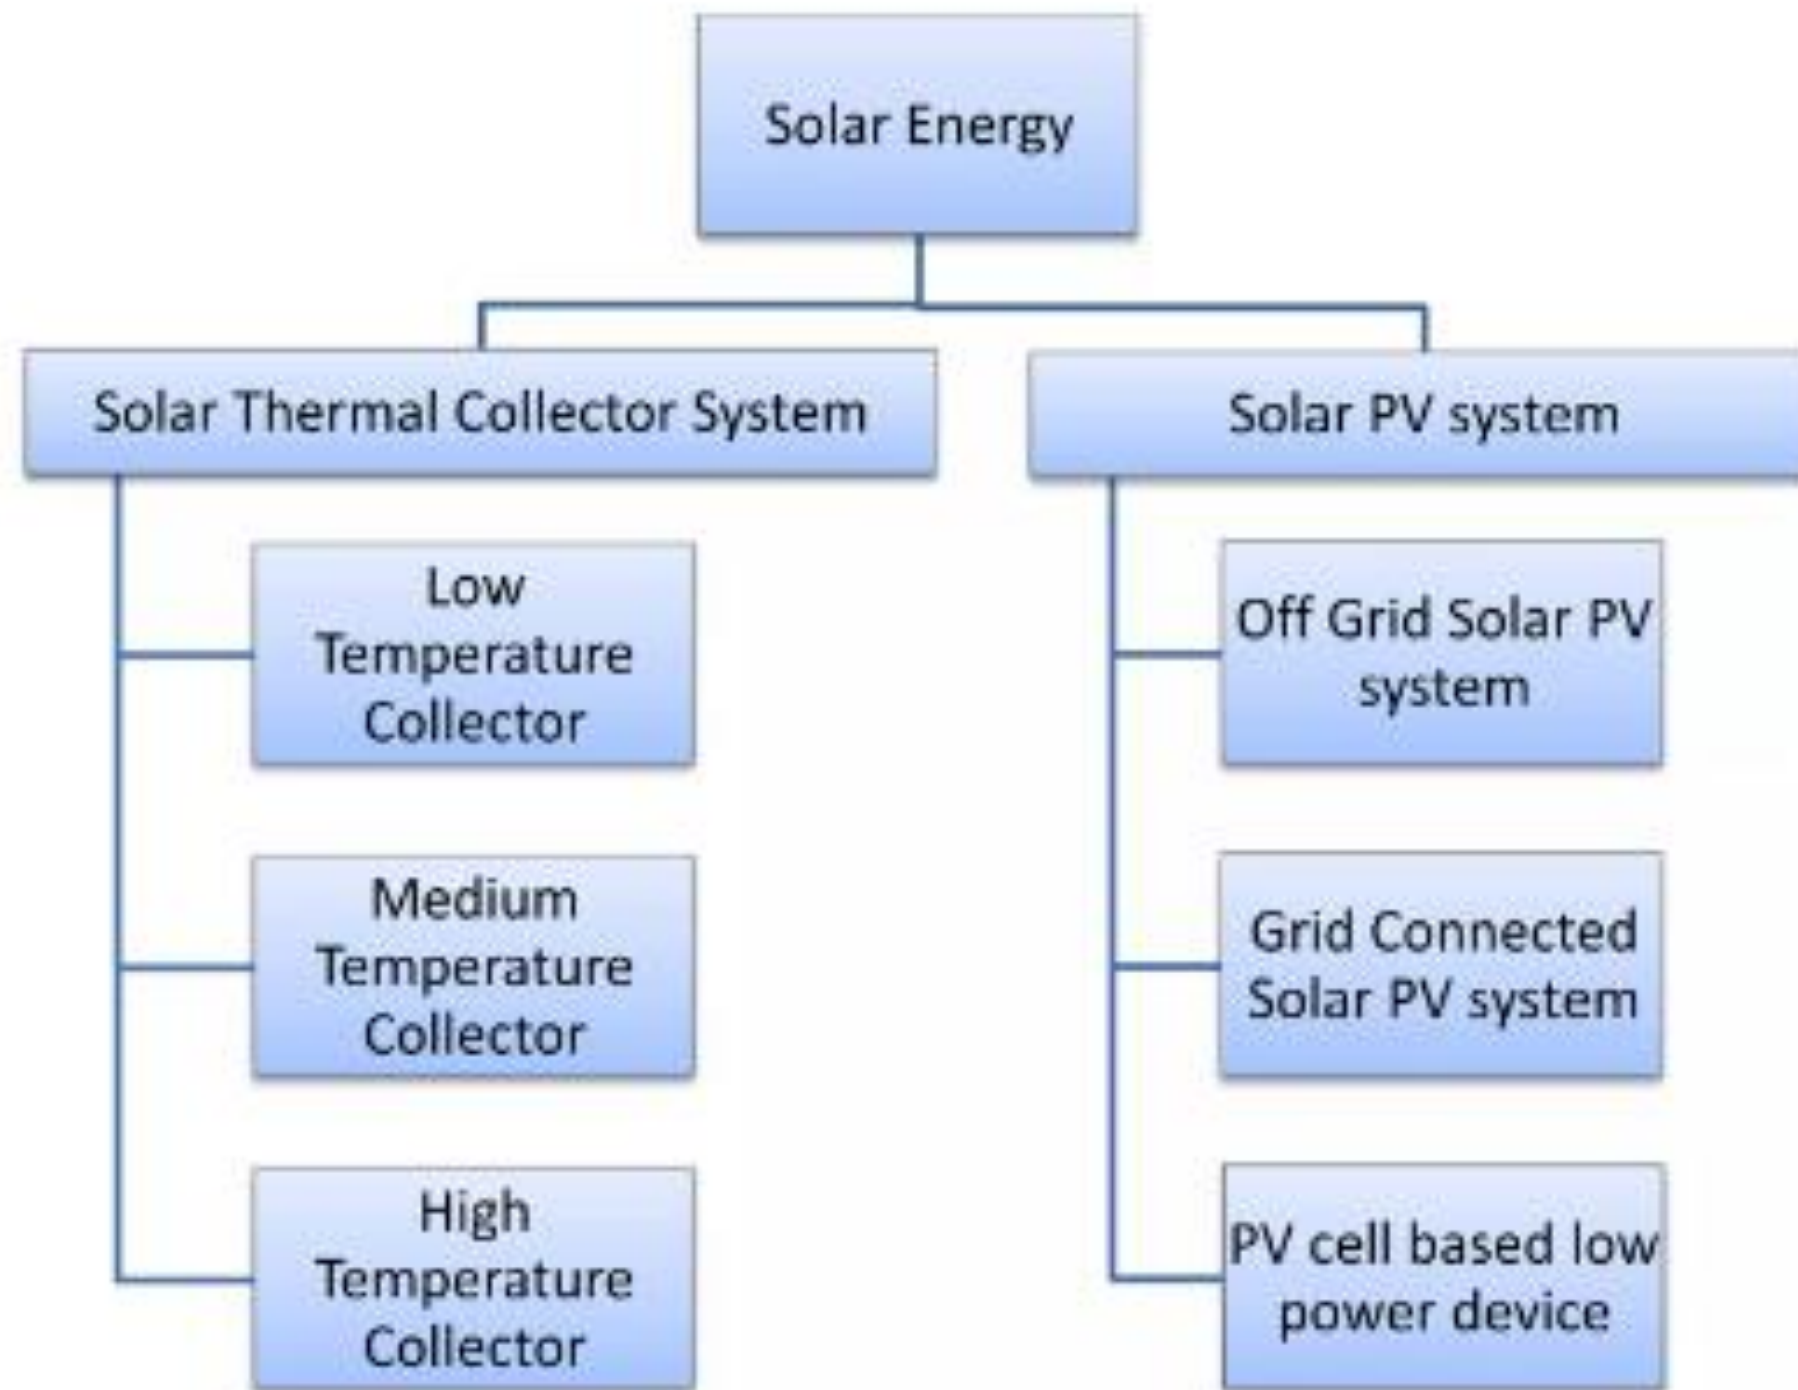 Solar Energy
Solar Thermal Collector System
Low
Temperature
Collector
Medium
Temperature
Collector
High
Temperature
Collector
Solar PV system
Off Grid Solar PV
system
Grid Connected
Solar PV system
PV cell based low
power device